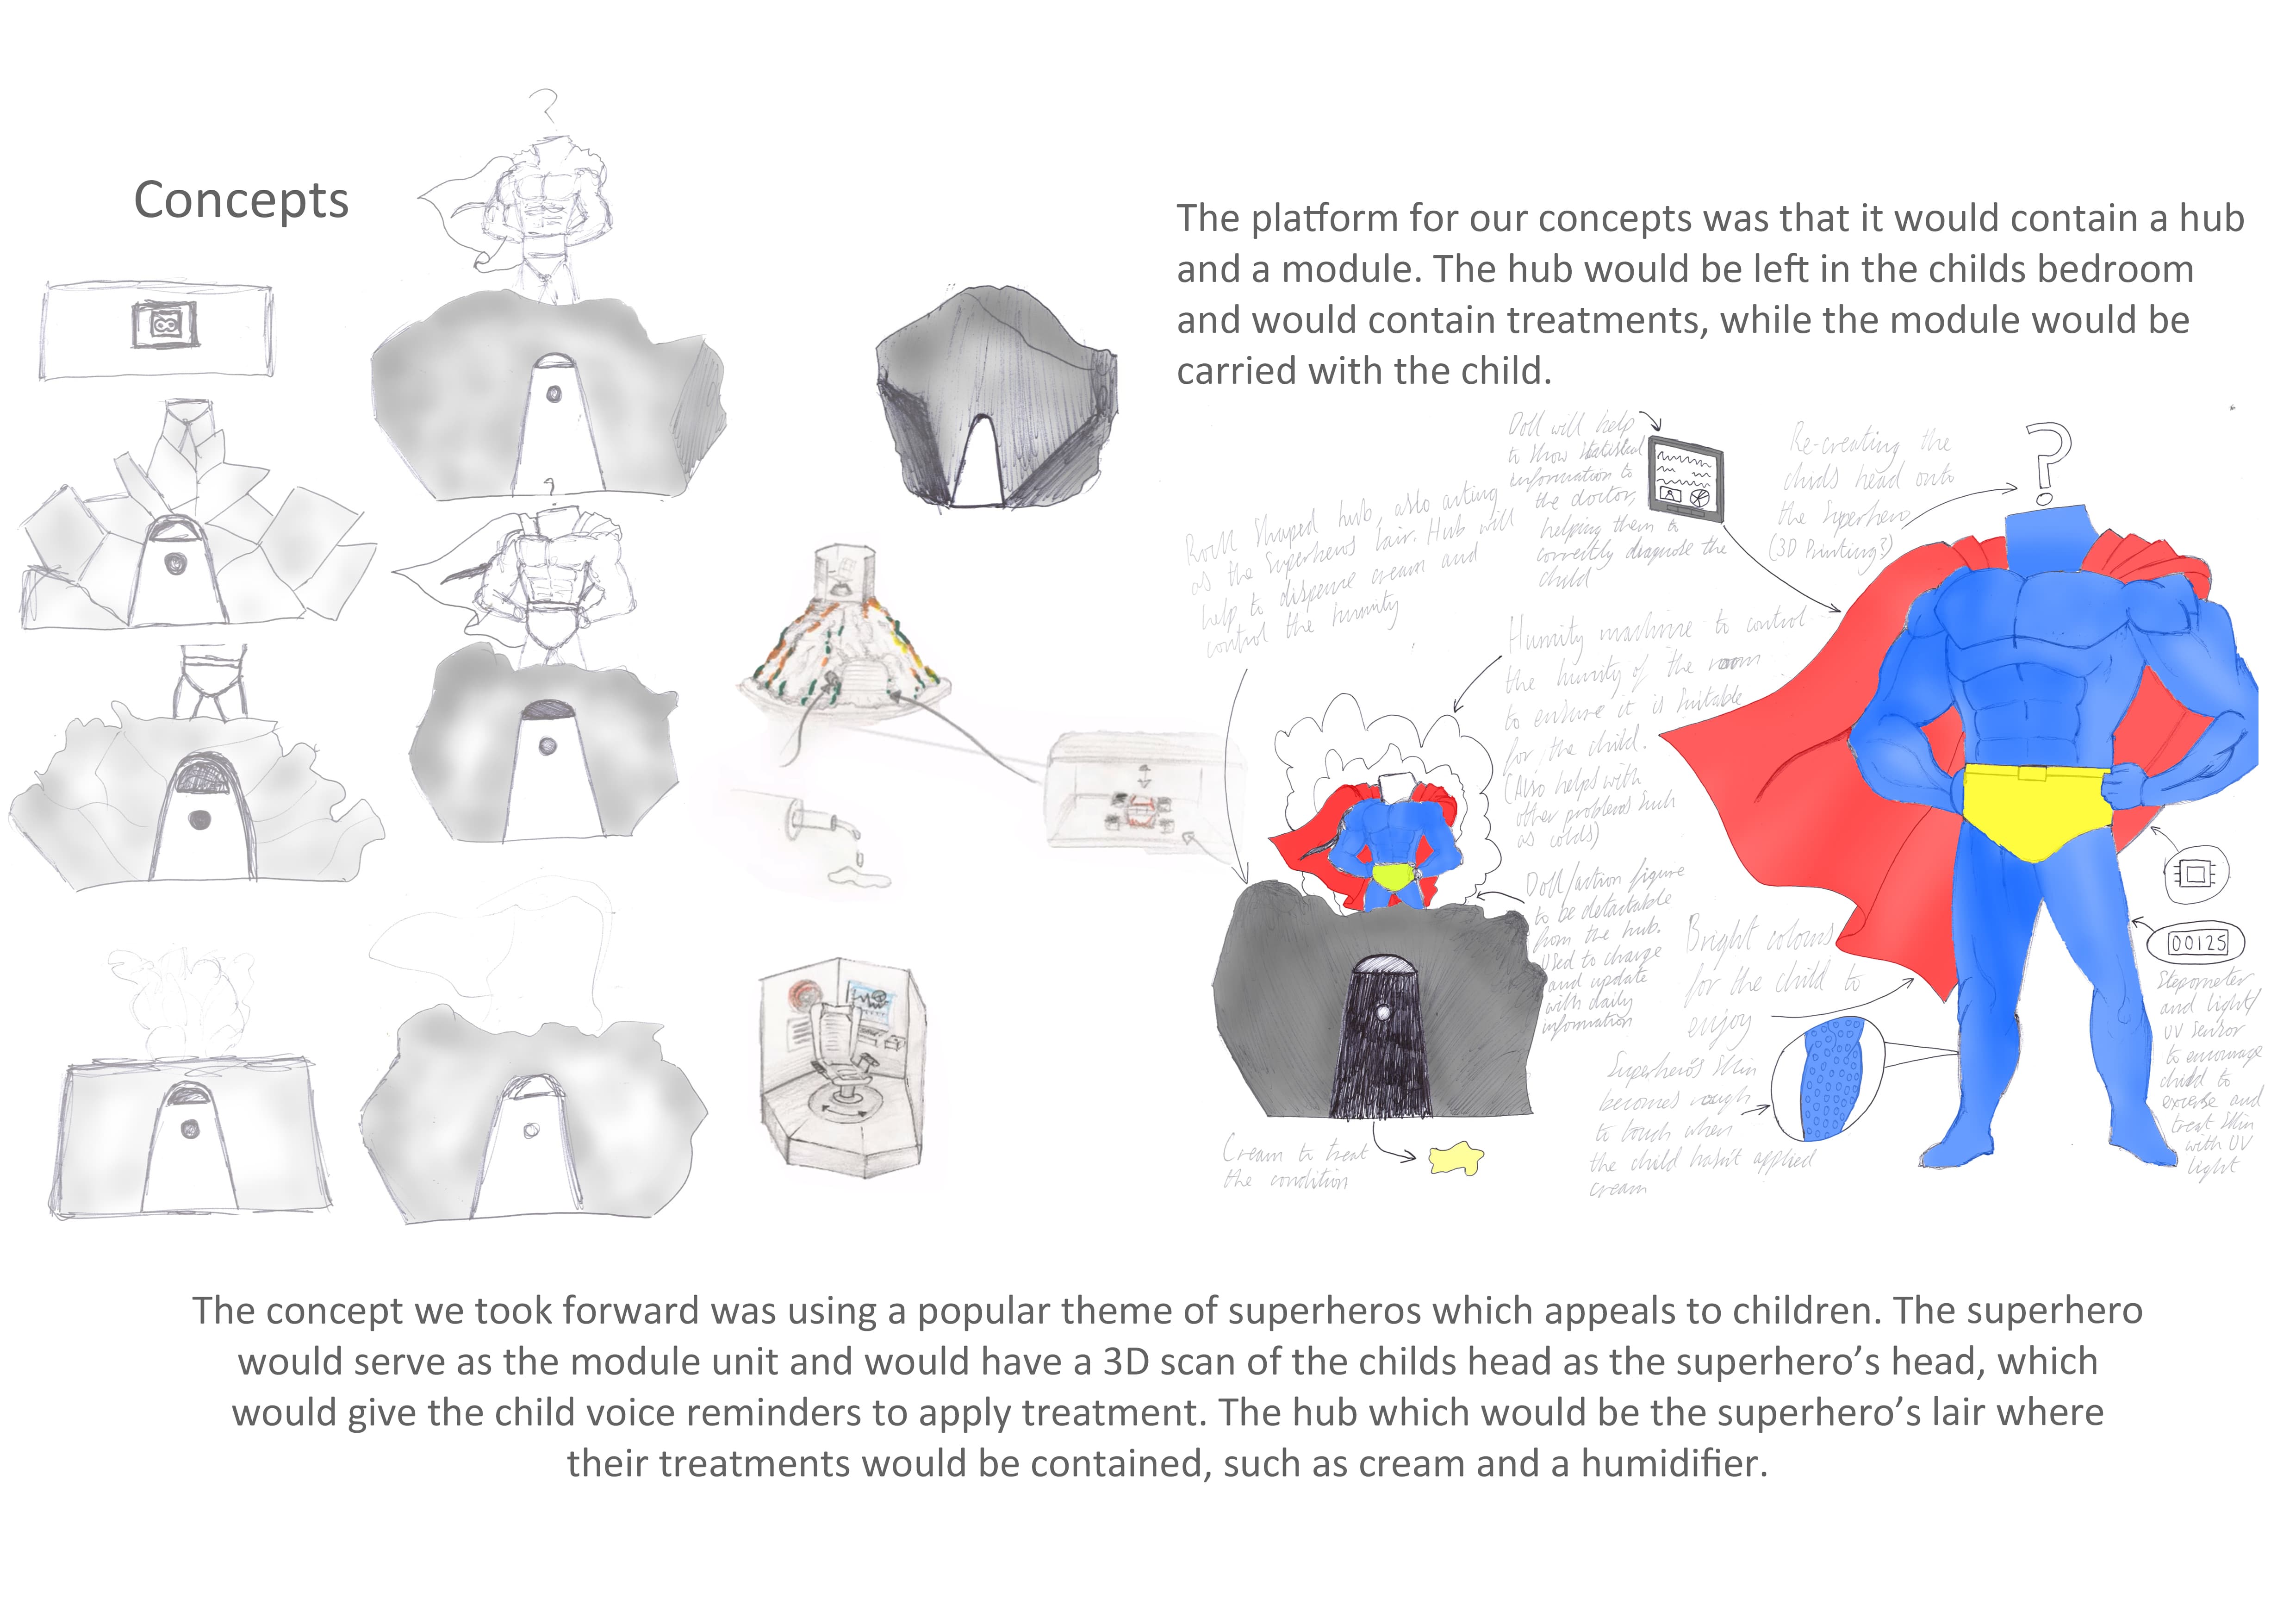 Concepts
The platform for our concepts was that it would contain a hub
and a module. The hub would be left in the childs bedroom
and would contain treatments, while the module would be
carried with the child.
?
?
Doll will help
to show statistical
information to
the doctor,
helping them to
correctly diagnose the
child
Re-creating the
childs head onto
the Superhero
(3D Printing?)
?
Rock Shaped hub, also acting
as the Superheros lair. Hub will
help to dispense cream and
control the humity
Humity machine to control
the humity of the room
to endure it is Suitable
for the child.
(Also helps with
other problems Such
as colds)
Doll/action figure
to be detactable
from the hub.
Used to charge
and update
with daily
information
Bright colours
for the child to
enjoy
00125
Stepometer
and light/
UV Sensor
to encourage
child to
excerise and
treat Skin
with UV
light
Superhero's Skin
becomes rough
to touch when
the child hasn't applied
cream
Cream to treat
the condition
The concept we took forward was using a popular theme of superheros which appeals to children. The superhero
would serve as the module unit and would have a 3D scan of the childs head as the superhero's head, which
would give the child voice reminders to apply treatment. The hub which would be the superhero's lair where
their treatments would be contained, such as cream and a humidifier.